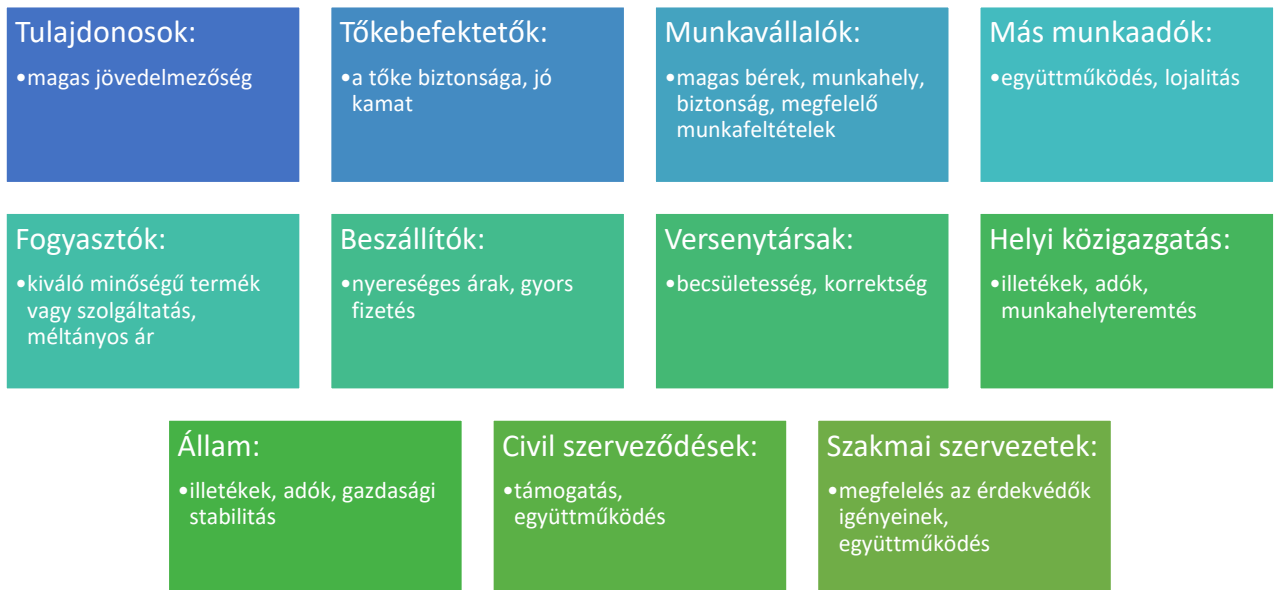 Tulajdonosok:
•magas jövedelmezőség
Tőkebefektetők:
•a tőke biztonsága, jó
kamat
Munkavállalók:
•magas bérek, munkahely,
biztonság, megfelelő
munkafeltételek
Más munkaadók:
•együttműködés, lojalitás
Fogyasztók:
•kiváló minőségű termék
vagy szolgáltatás,
méltányos ár
Beszállítók:
•nyereséges árak, gyors
fizetés
Versenytársak:
•becsületesség, korrektség
Helyi közigazgatás:
•illetékek, adók,
munkahelyteremtés
Állam:
•illetékek, adók, gazdasági
stabilitás
Civil szerveződések:
•támogatás,
együttműködés
Szakmai szervezetek:
•megfelelés az érdekvédők
igényeinek,
együttműködés